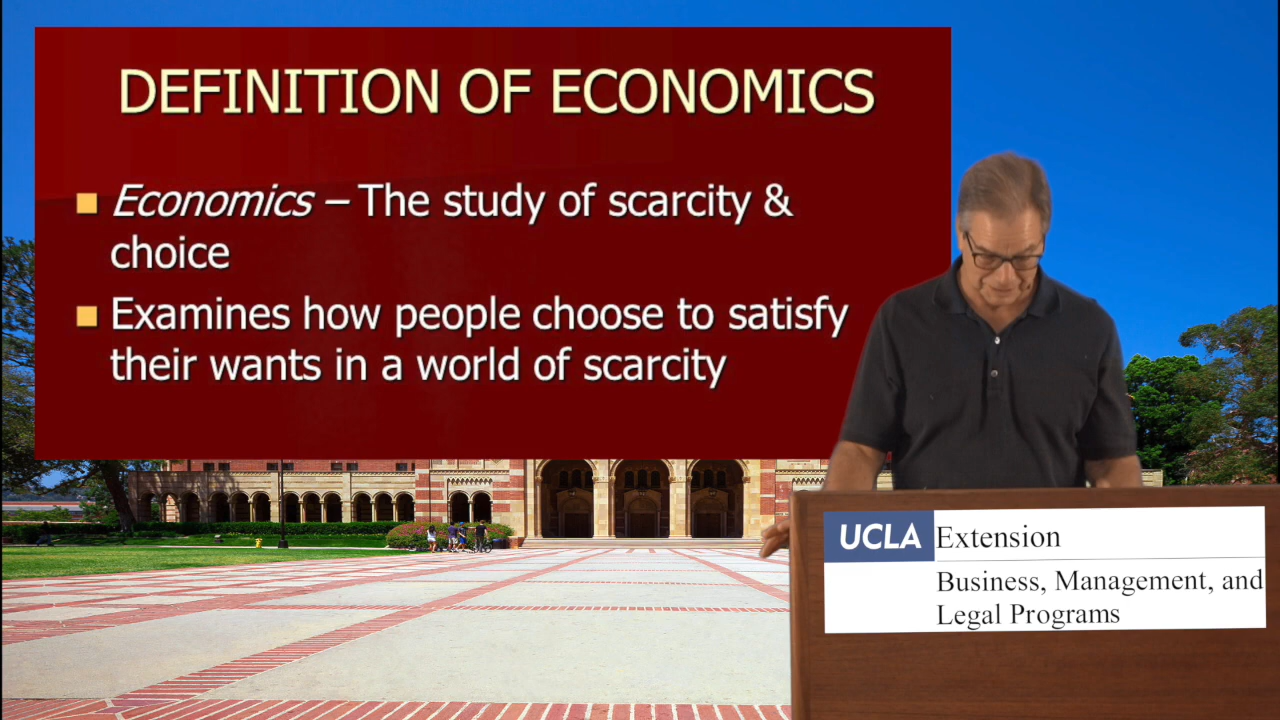 DEFINITION OF ECONOMICS
Economics – The study of scarcity &
choice
Examines how people choose to satisfy
their wants in a world of scarcity
UCLA Extension
Business, Management, and
Legal Programs